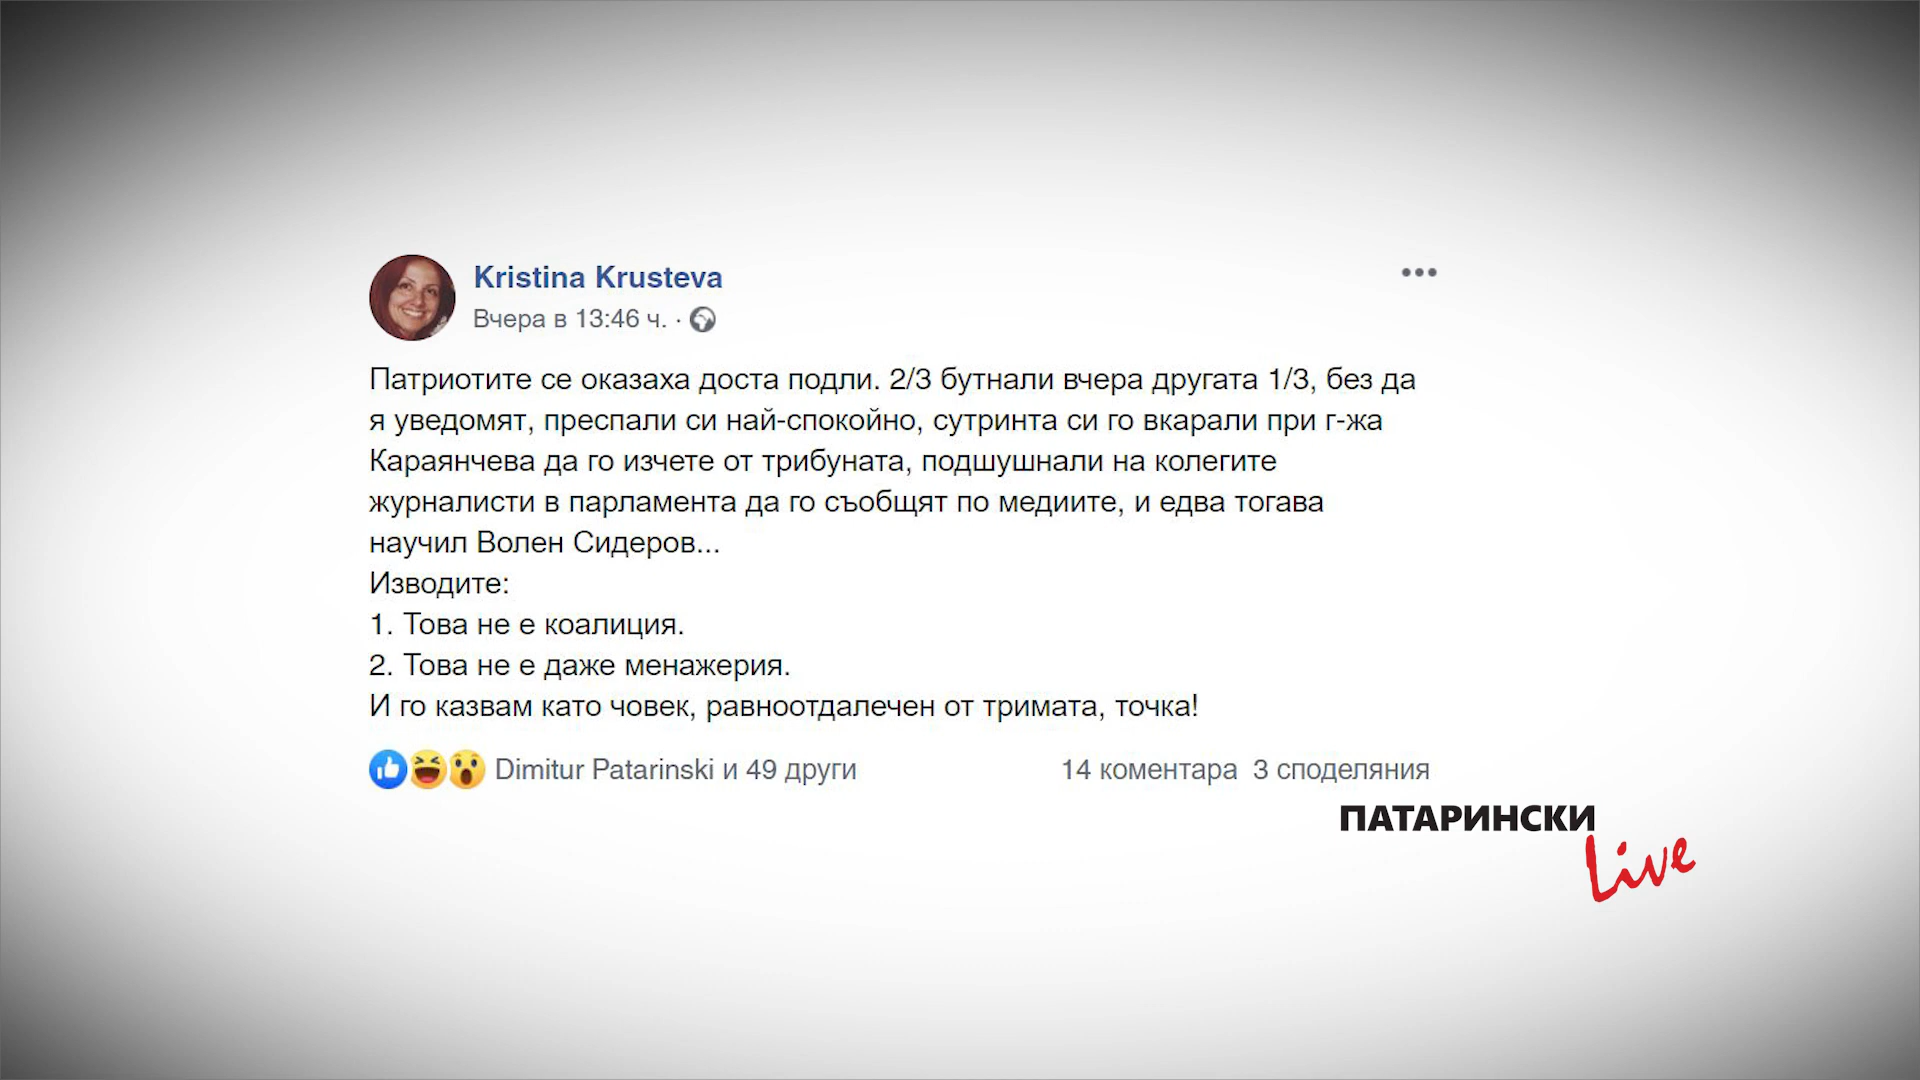 Kristina Krusteva
Вчера в 13:46 ч. ·
Патриотите се оказаха доста подли. 2/3 бутнали вчера другата 1/3, без да
я уведомят, преспали си най-спокойно, сутринта си го вкарали при г-жа
Караянчева да го изчете от трибуната, подшушнали на колегите
журналисти в парламента да го съобщят по медиите, и едва тогава
научил Волен Сидеров...
Изводите:
1. Това не е коалиция.
2. Това не е даже менажерия.
И го казвам като човек, равноотдалечен от тримата, точка!
Dimitur Patarinski и 49 други
14 коментара 3 споделяния
ПАТАРИНСКИ
Live